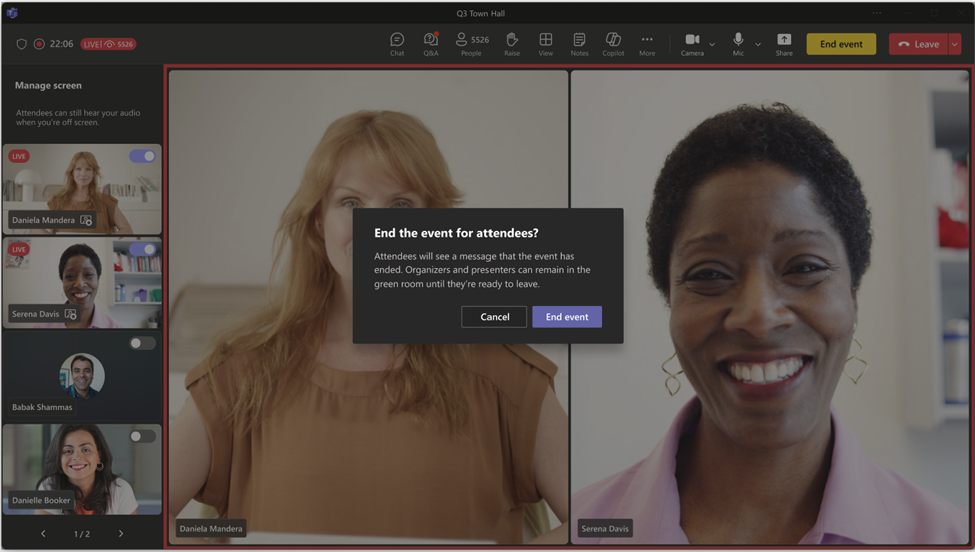 Q3 Town Hall
22:06
LIVE! 5526
Chat
Q&A
5526
People
Raise
View
Notes
Copilot
More
Camera
Mic
Share
End event
Leave
Manage screen
Attendees can still hear your audio
when you're off screen.
LIVE
Daniela Mandera
LIVE
Serena Davis
Babak Shammas
Danielle Booker
1 / 2
End the event for attendees?
Attendees will see a message that the event has
ended. Organizers and presenters can remain in the
green room until they're ready to leave.
Cancel
End event
Daniela Mandera
Serena Davis